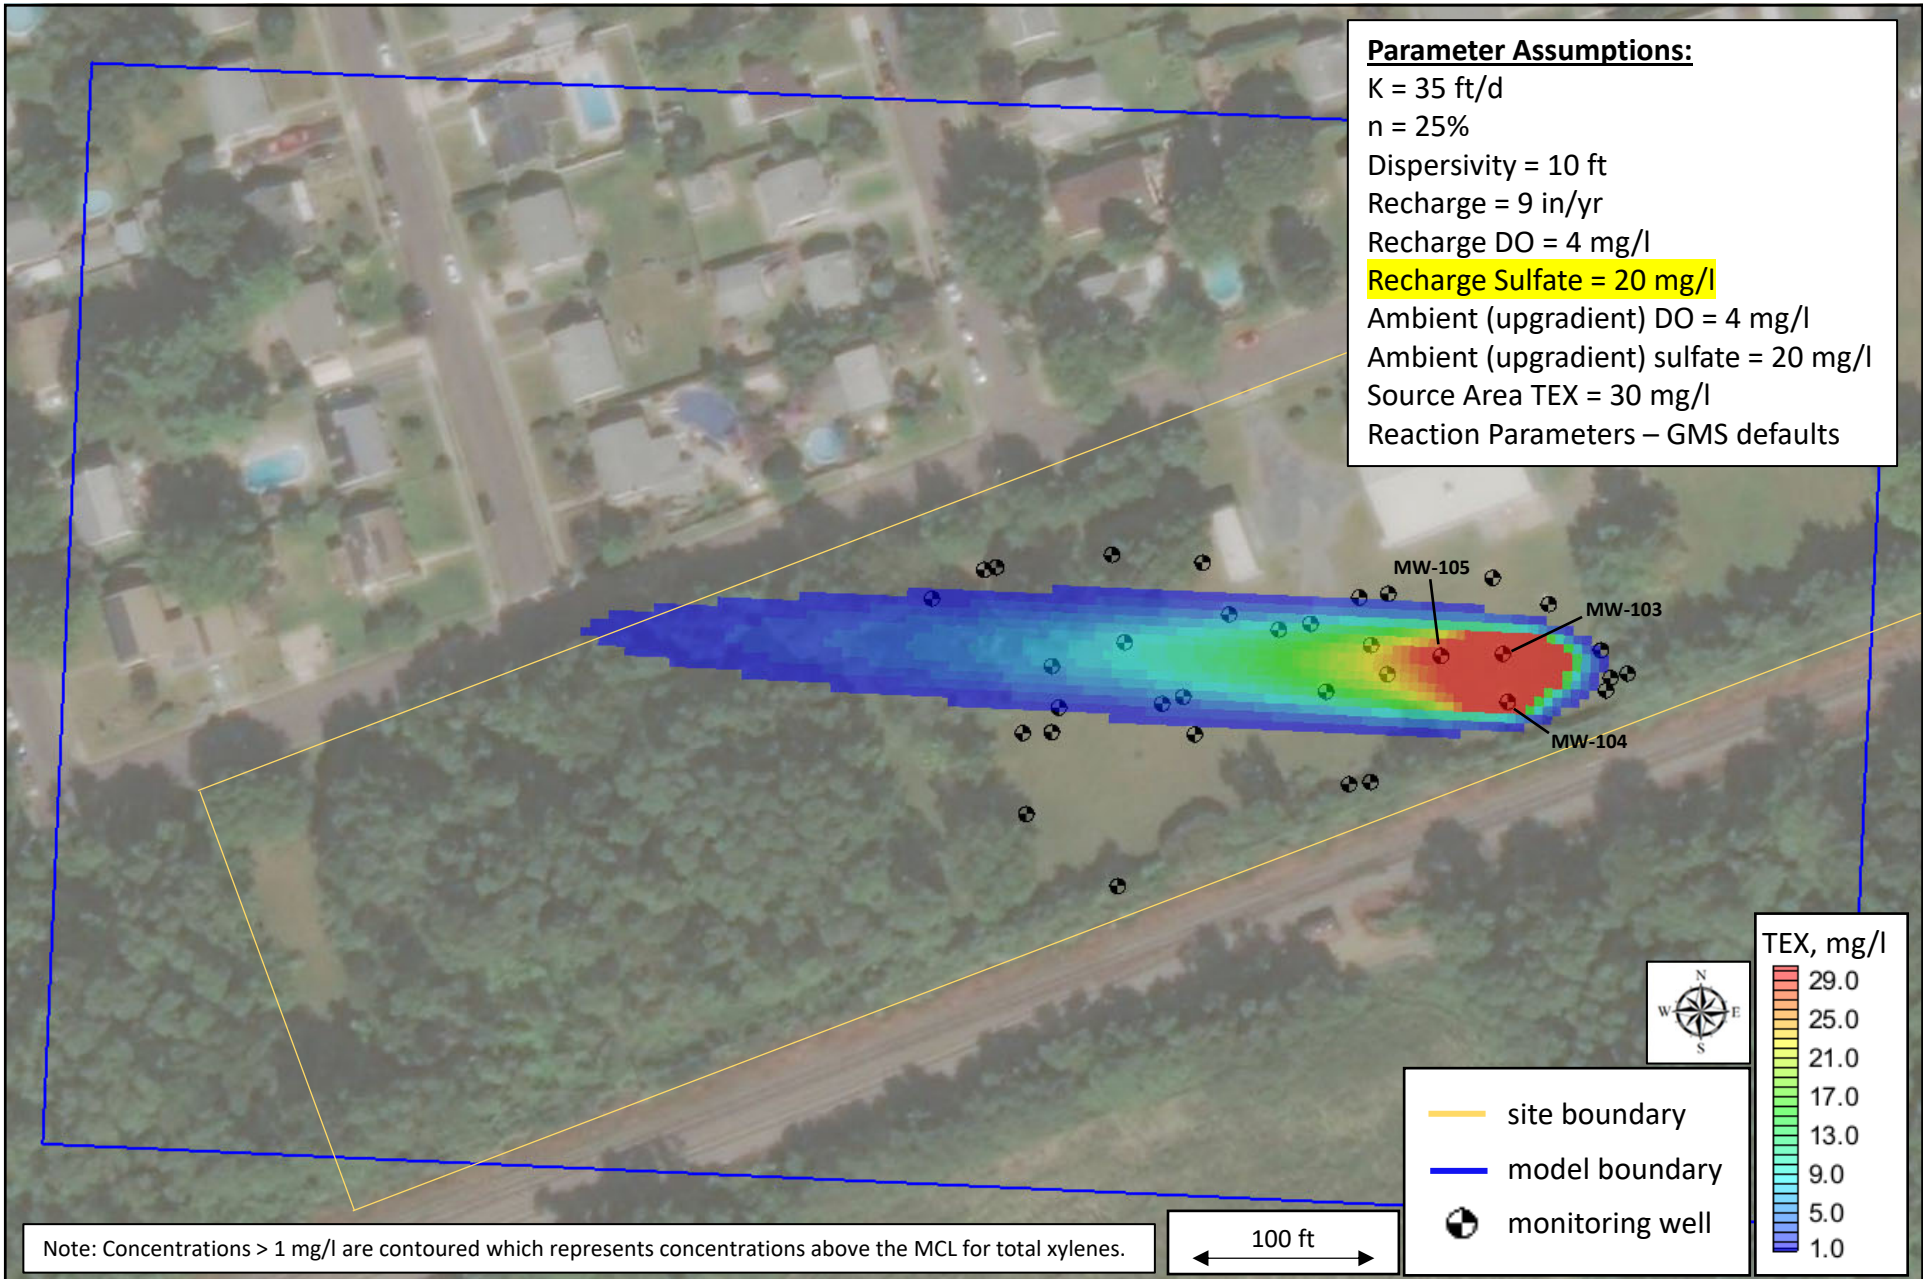 Parameter Assumptions:
K = 35 ft/d
n = 25%
Dispersivity = 10 ft
Recharge = 9 in/yr
Recharge DO = 4 mg/l
Recharge Sulfate = 20 mg/l
Ambient (upgradient) DO = 4 mg/l
Ambient (upgradient) sulfate = 20 mg/l
Source Area TEX = 30 mg/l
Reaction Parameters – GMS defaults
MW-105
MW-103
MW-104
TEX, mg/l
29.0
25.0
21.0
17.0
13.0
9.0
5.0
1.0
N
W E
S
site boundary
model boundary
monitoring well
100 ft
Note: Concentrations > 1 mg/l are contoured which represents concentrations above the MCL for total xylenes.